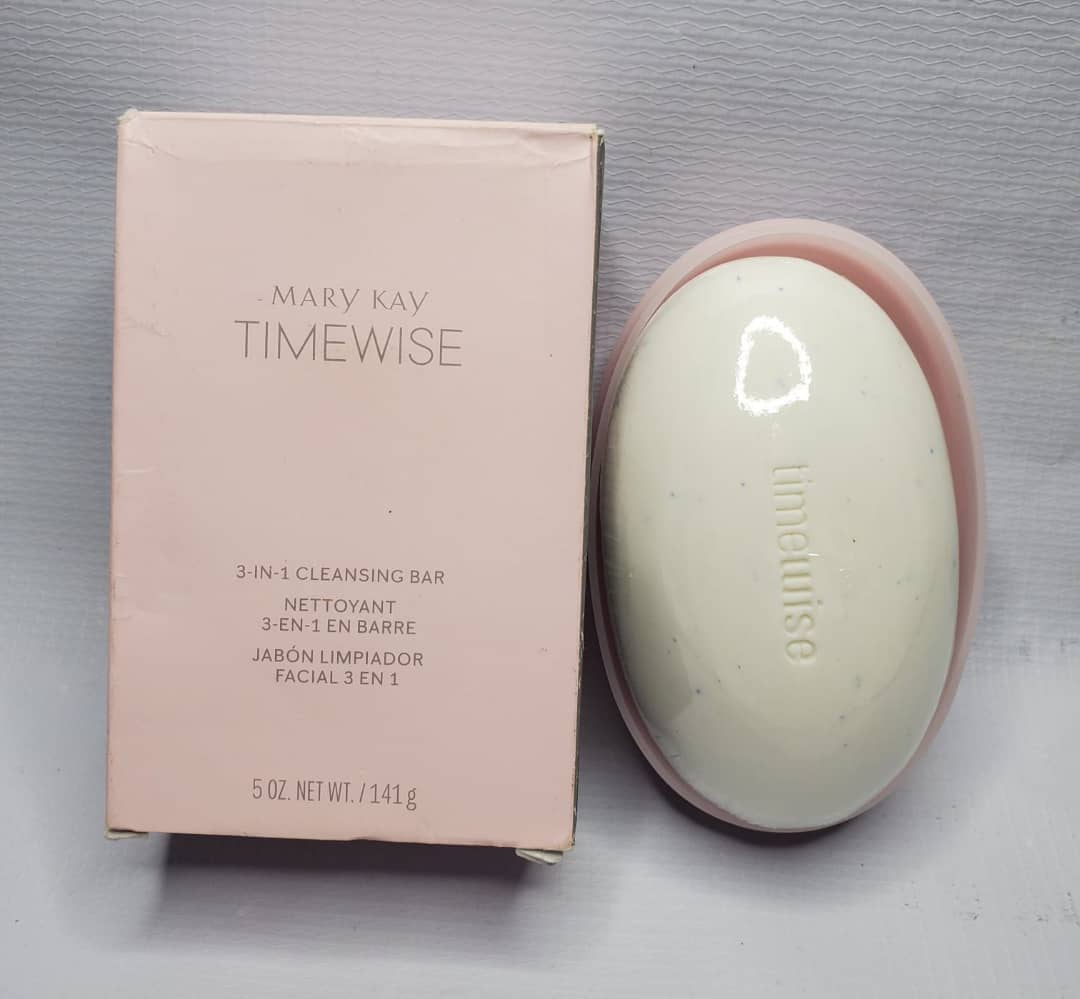 MARY KAY
TIMEWISE
3-IN-1 CLEANSING BAR
NETTOYANT
3-EN-1 EN BARRE
JABÓN LIMPIADOR
FACIAL 3 EN 1
5 OZ. NET WT. / 141 g
timewise